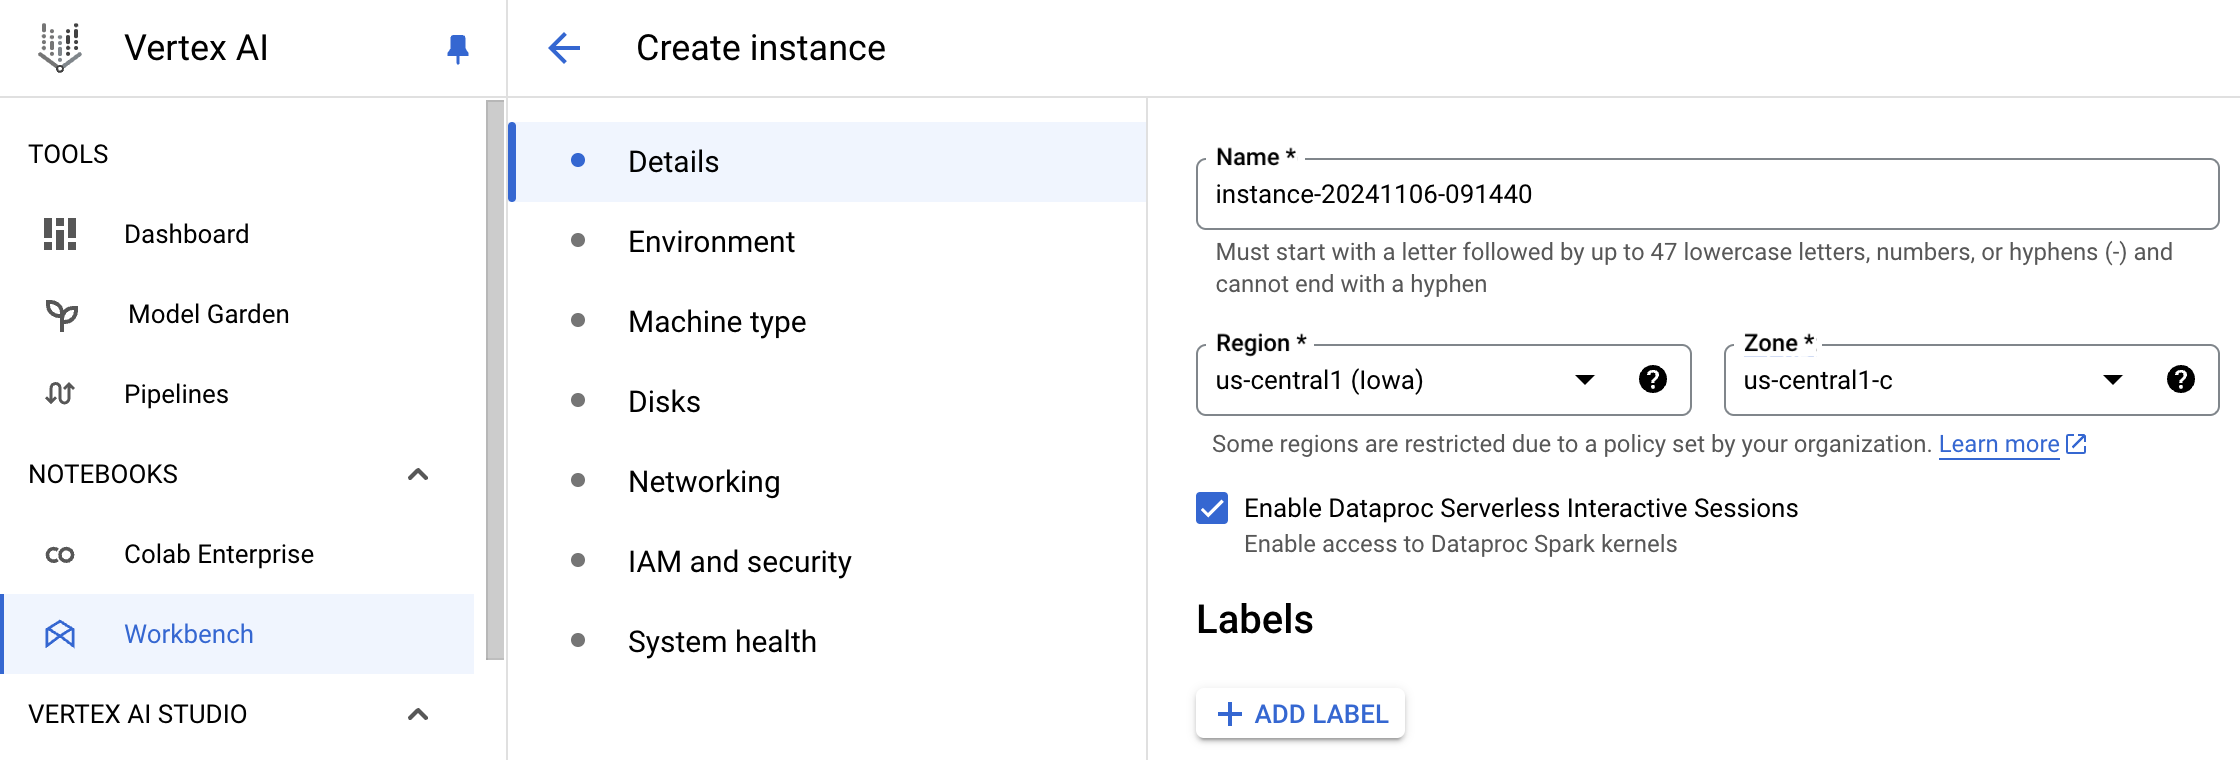 Vertex AI
Create instance
TOOLS
Dashboard
Model Garden
Pipelines
NOTEBOOKS
Colab Enterprise
Workbench
VERTEX AI STUDIO
Details
Environment
Machine type
Disks
Networking
IAM and security
System health
Name *
instance-20241106-091440
Must start with a letter followed by up to 47 lowercase letters, numbers, or hyphens (-) and
cannot end with a hyphen
Region *
us-central1 (Iowa)
Zone *
us-central1-c
Some regions are restricted due to a policy set by your organization. Learn more
Enable Dataproc Serverless Interactive Sessions
Enable access to Dataproc Spark kernels
Labels
+ ADD LABEL